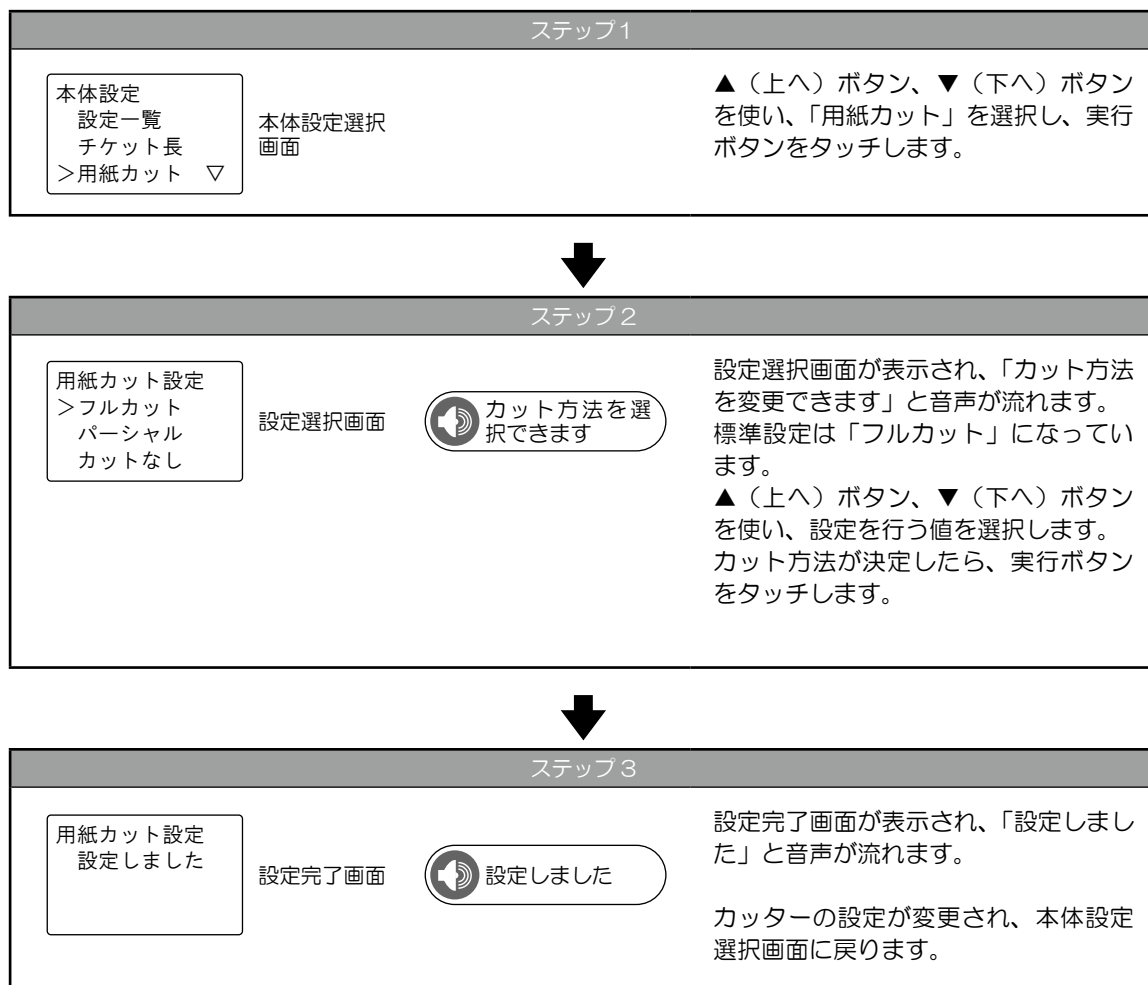 ステップ1
本体設定
設定一覧
チケット長
＞用紙カット ▽
本体設定選択
画面
▲（上へ）ボタン、▼（下へ）ボタン
を使い、「用紙カット」を選択し、実行
ボタンをタッチします。
ステップ2
用紙カット設定
＞フルカット
パーシャル
カットなし
設定選択画面
カット方法を選
択できます
設定選択画面が表示され、「カット方法
を変更できます」と音声が流れます。
標準設定は「フルカット」になってい
ます。
▲（上へ）ボタン、▼（下へ）ボタン
を使い、設定を行う値を選択します。
カット方法が決定したら、実行ボタン
をタッチします。
ステップ3
用紙カット設定
設定しました
設定完了画面
設定しました
設定完了画面が表示され、「設定しまし
た」と音声が流れます。
カッターの設定が変更され、本体設定
選択画面に戻ります。